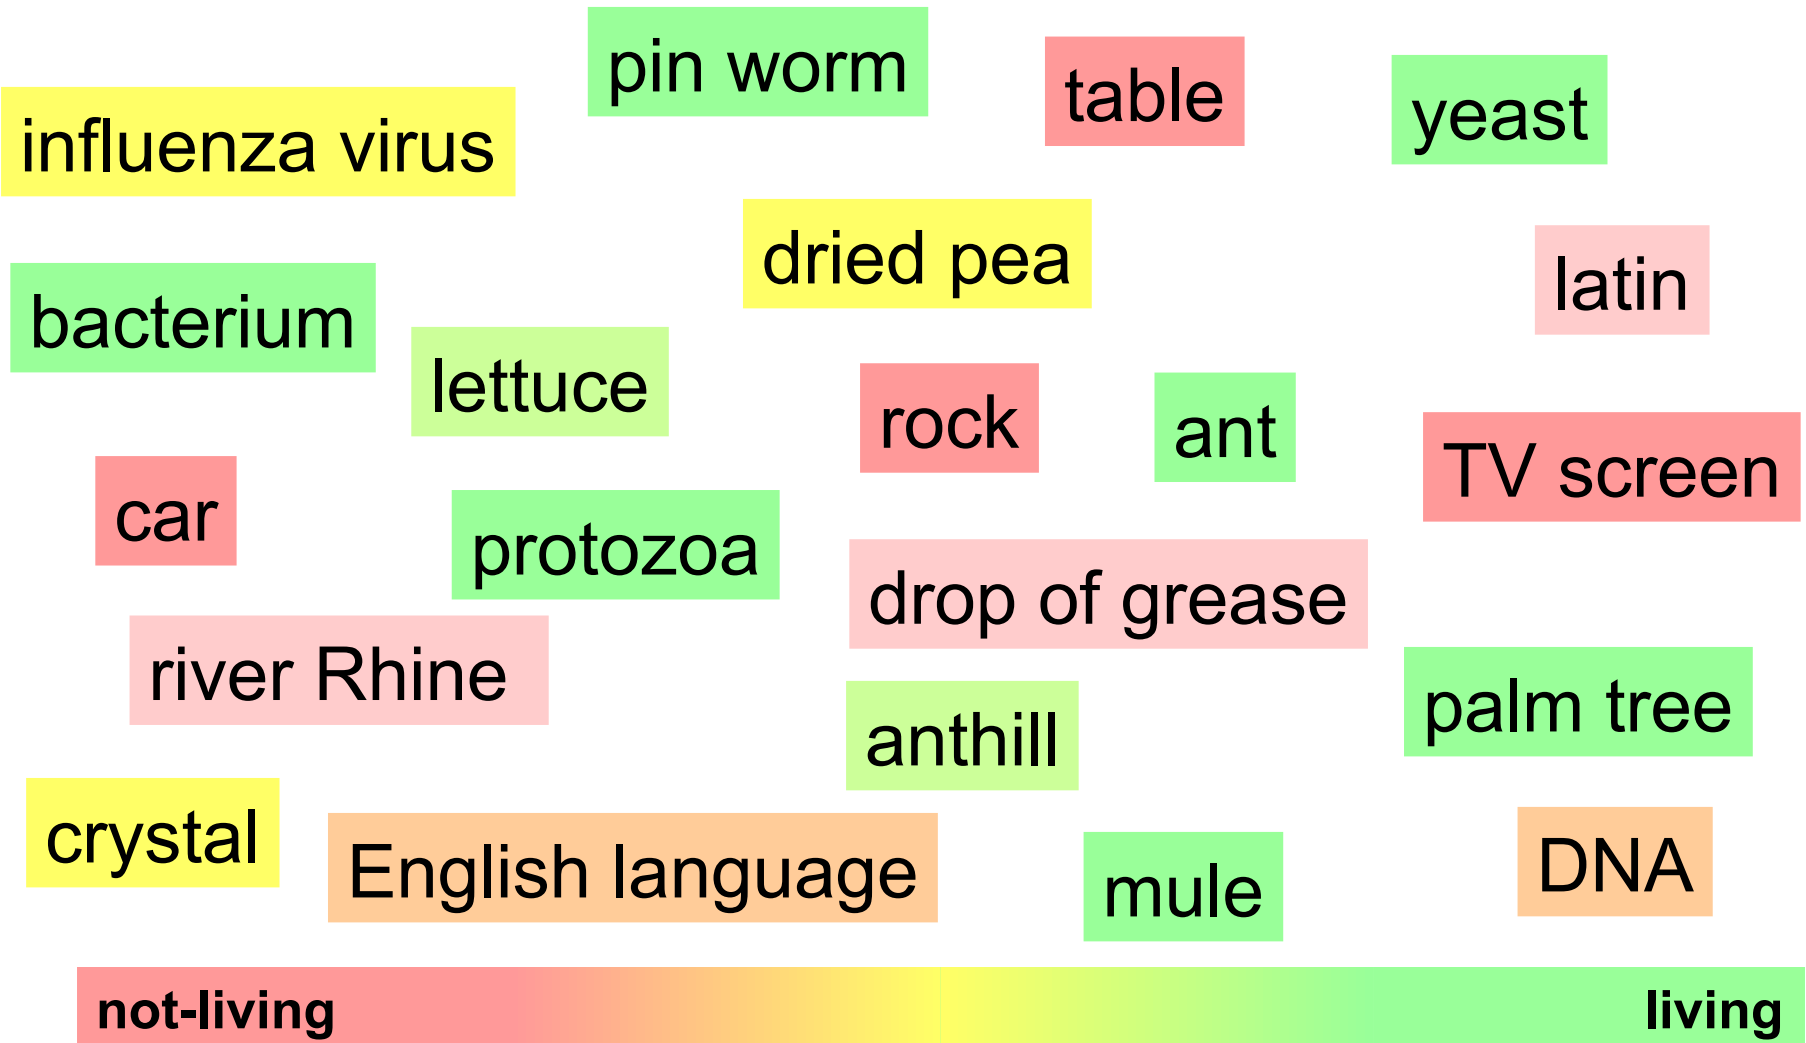 pin worm
table
yeast
influenza virus
dried pea
latin
bacterium
lettuce
rock
ant
TV screen
car
protozoa
drop of grease
river Rhine
anthill
palm tree
crystal
English language
mule
DNA
not-living
living